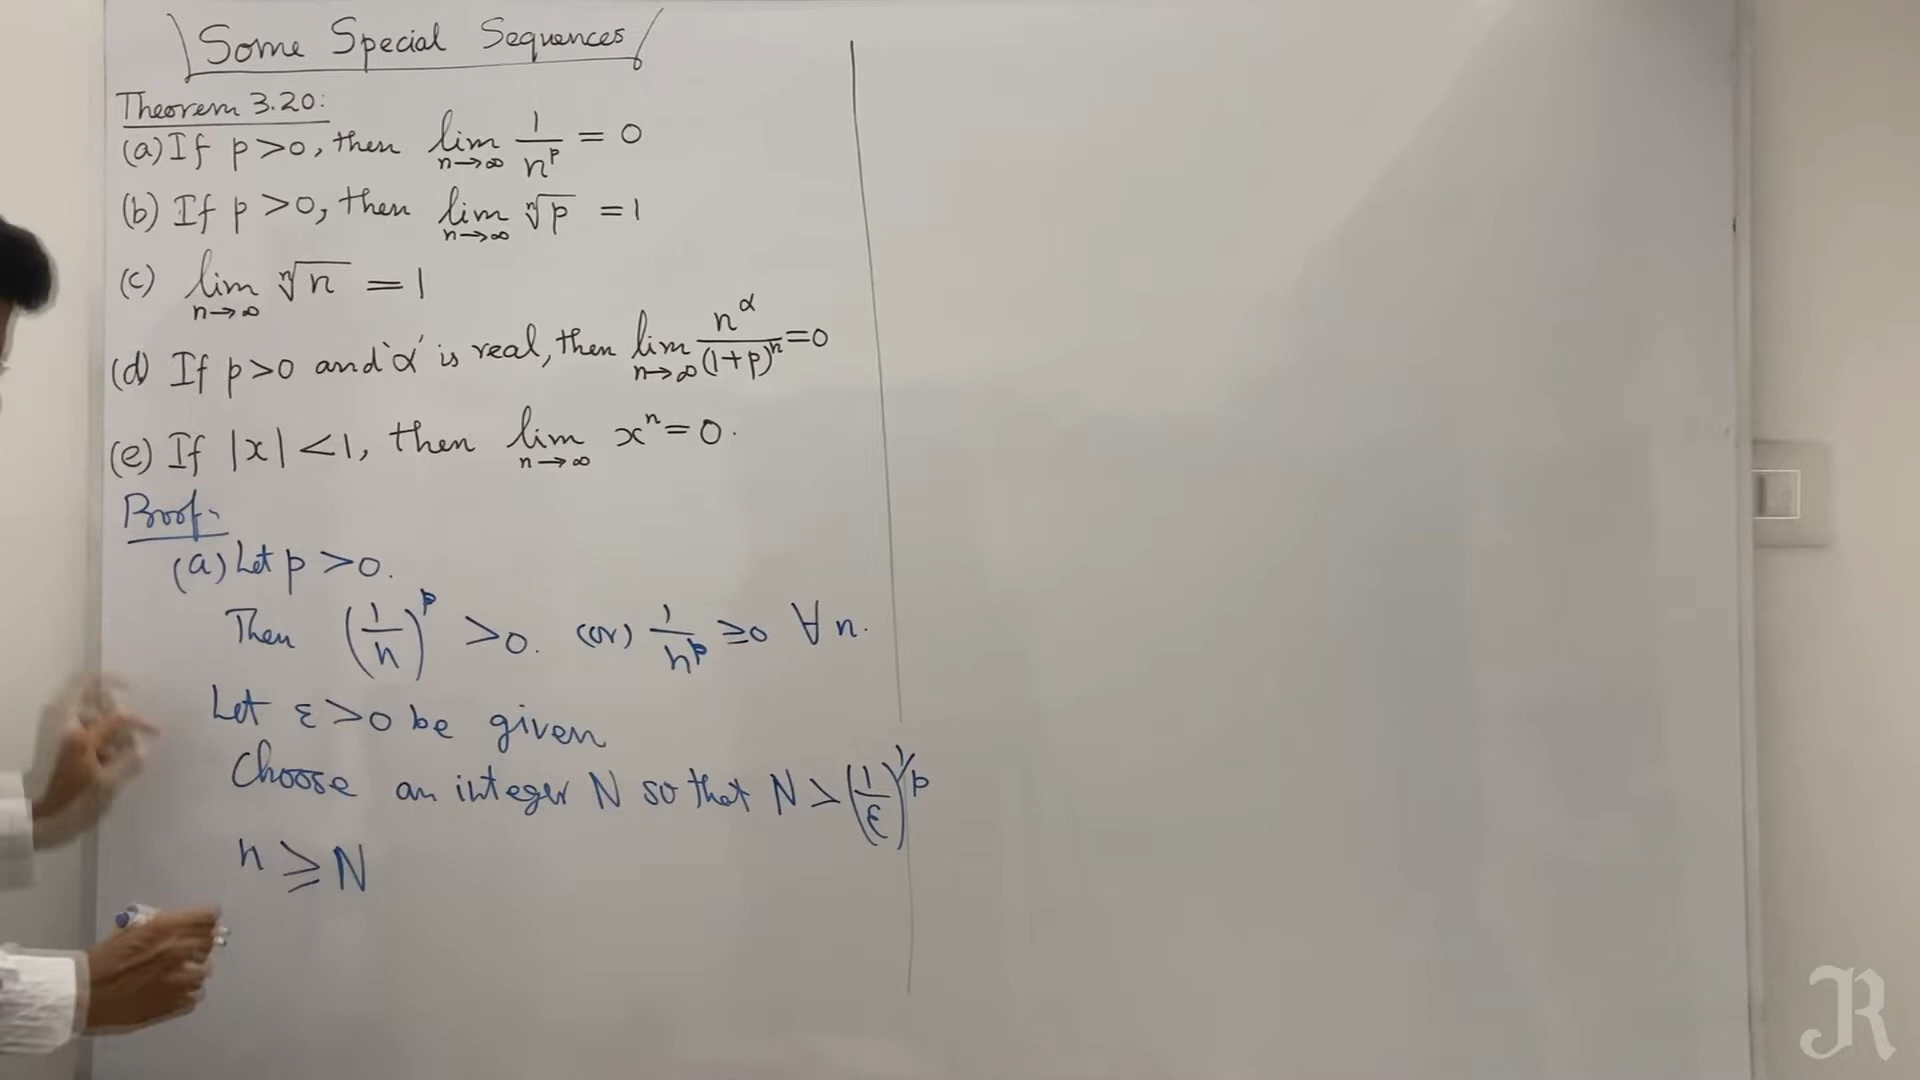 Some Special Sequences
Theorem 3.20:
(a) If p > 0, then lim n→∞ 1/n^p = 0
(b) If p > 0, then lim n→∞ ⁿ√p = 1
(c) lim n→∞ ⁿ√n = 1
(d) If p > 0 and 'α' is real, then lim n→∞ n^α/(1+p)^n = 0
(e) If |x| < 1, then lim n→∞ x^n = 0.
Proof:
(a) Let p > 0.
Then (1/n)^p > 0. (or) 1/n^p ≥ 0 ∀ n.
Let ε > 0 be given
Choose an integer N so that N > (1/ε)^1/p
n ≥ N
R